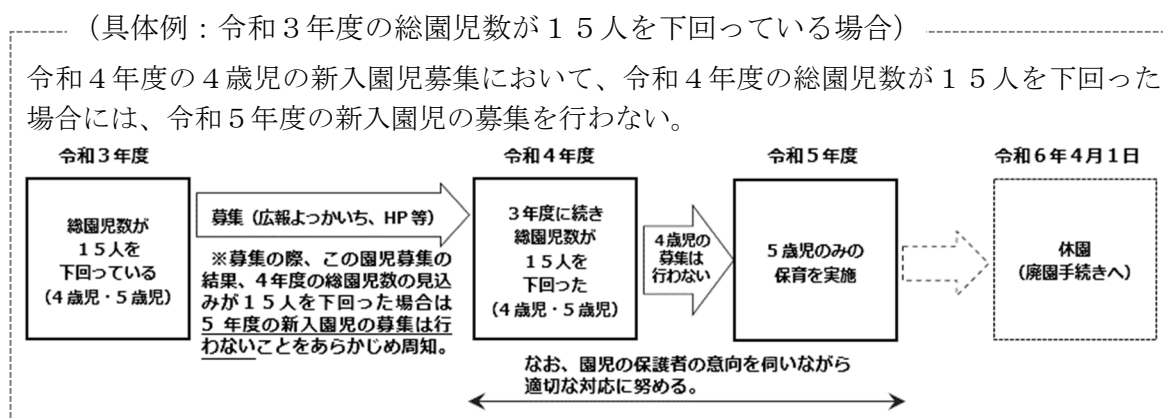 （具体例：令和３年度の総園児数が１５人を下回っている場合）
令和４年度の４歳児の新入園児募集において、令和４年度の総園児数が１５人を下回った
場合には、令和５年度の新入園児の募集を行わない。
令和３年度
総園児数が
１５人を
下回っている
（4 歳児・5 歳児）
募集（広報よっかいち、HP 等）
※募集の際、この園児募集の
結果、４年度の総園児数の見込
みが１５人を下回った場合は
5 年度の新入園児の募集は行
わないことをあらかじめ周知。
令和４年度
３年度に続き
総園児数が
１５人を
下回った
（4 歳児・5 歳児）
４歳児の
募集は
行わない
令和５年度
５歳児のみの
保育を実施
令和６年４月１日
休園
（廃園手続きへ）
なお、園児の保護者の意向を伺いながら
適切な対応に努める。